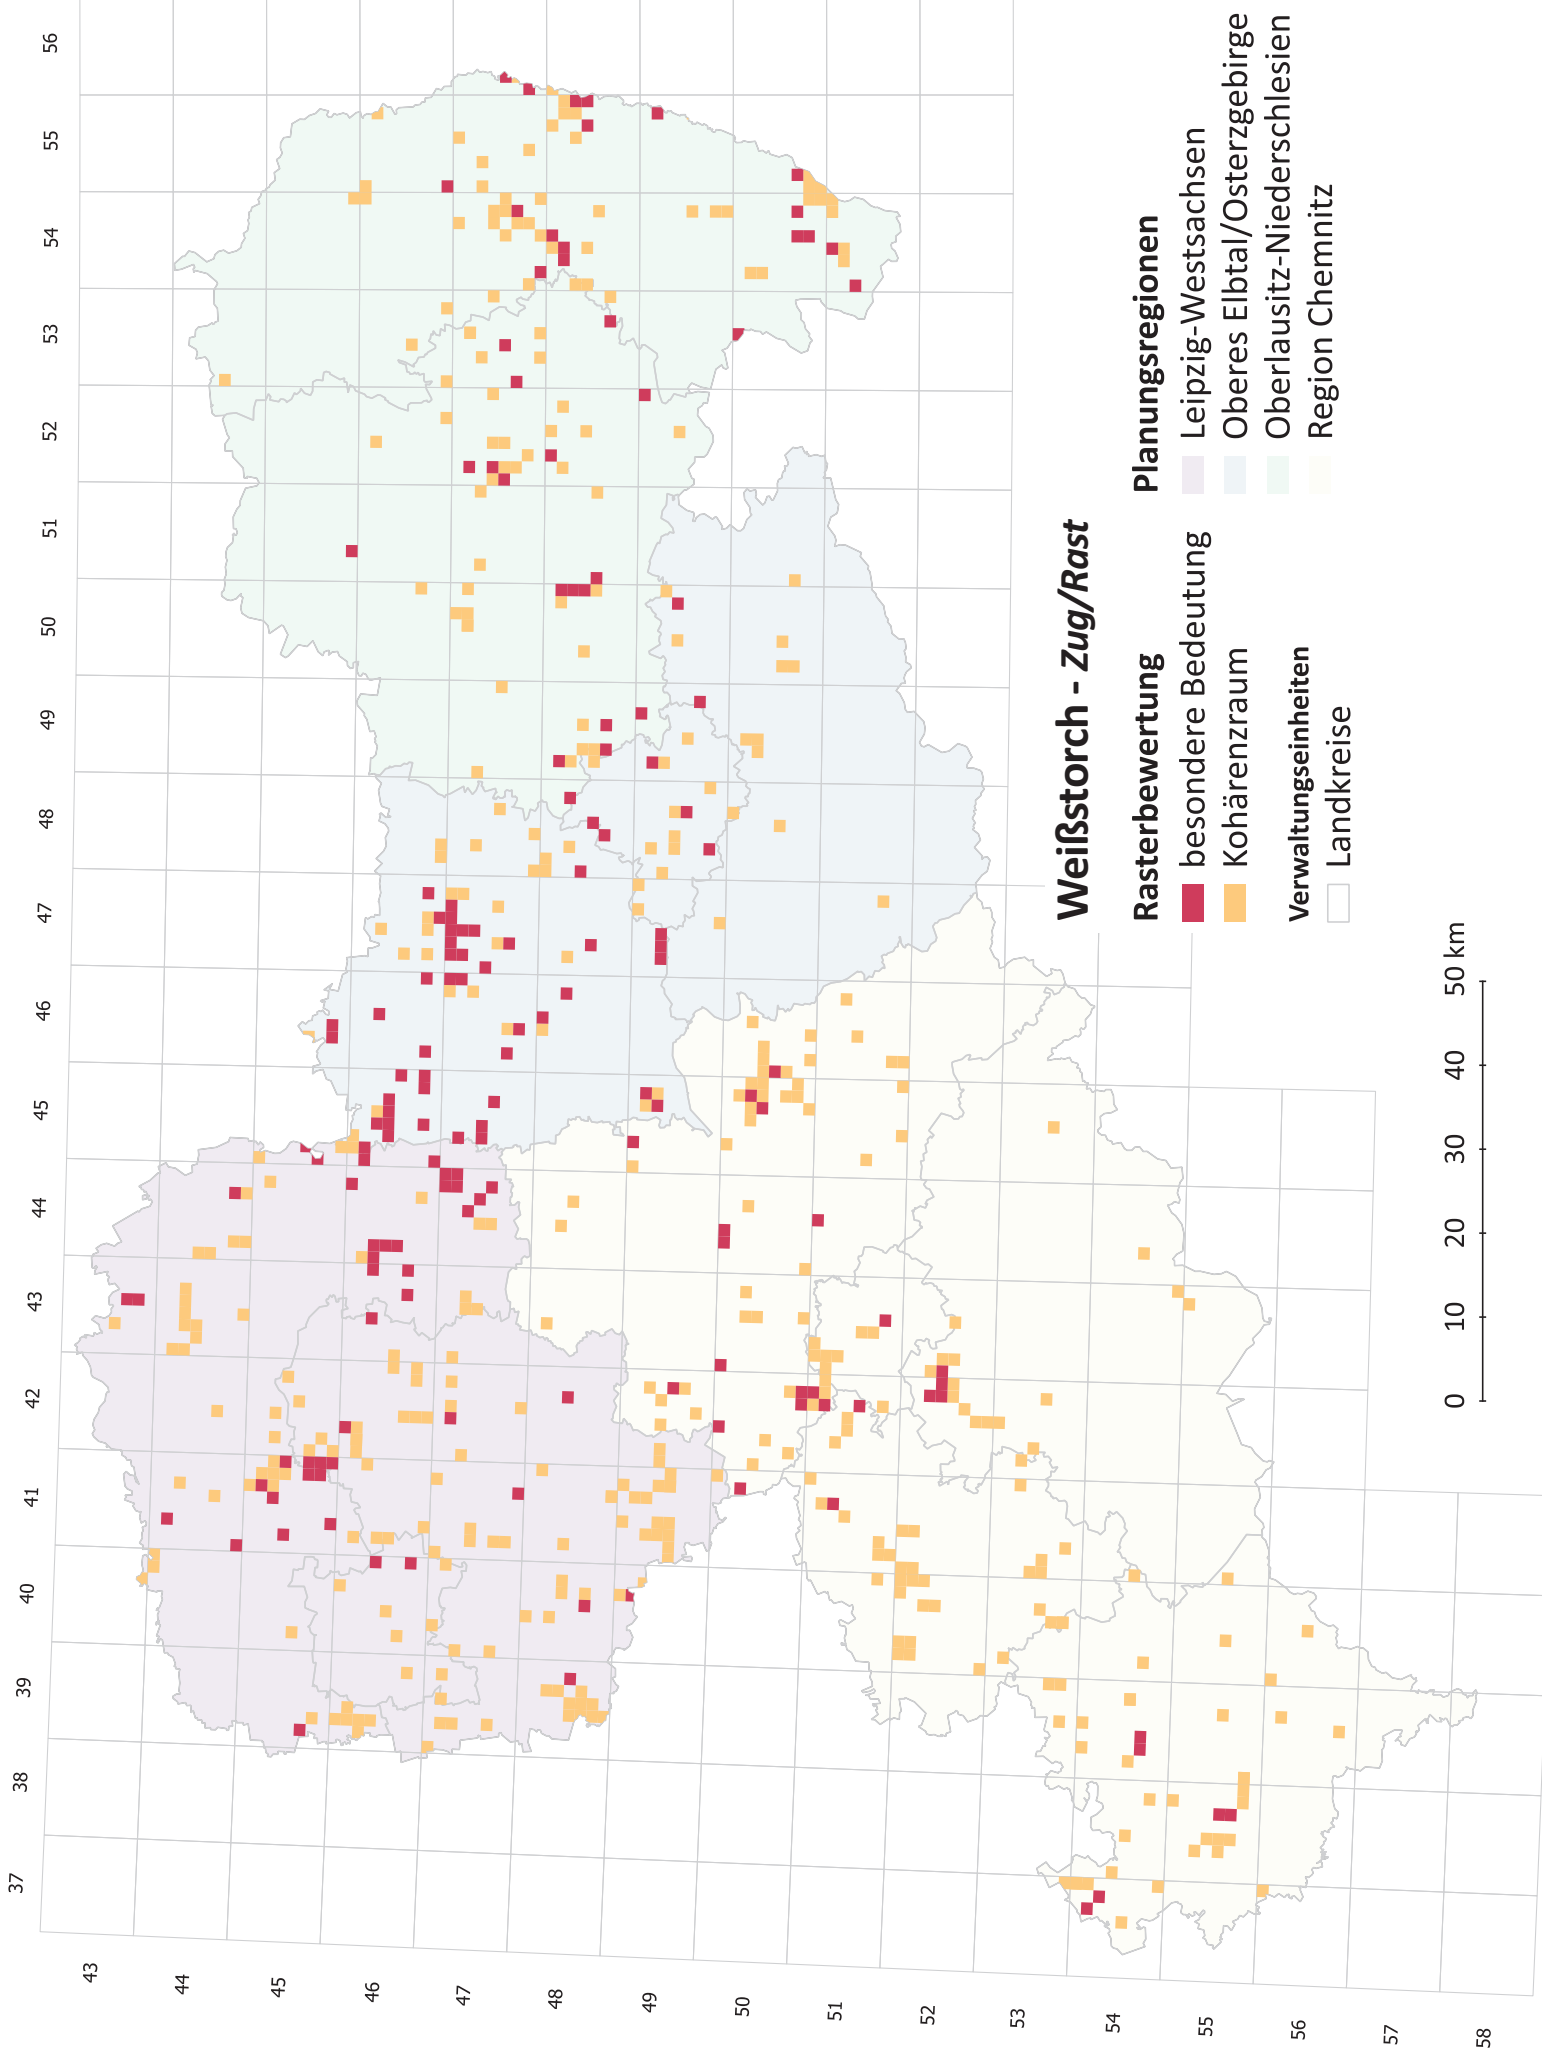 Weißstorch - Zug/Rast
Rasterbewertung
besondere Bedeutung
Kohärenzraum
Verwaltungseinheiten
Landkreise
Planungsregionen
Leipzig-Westsachsen
Oberes Elbtal/Osterzgebirge
Oberlausitz-Niederschlesien
Region Chemnitz
0 10 20 30 40 50 km
37 38 39 40 41 42 43 44 45 46 47 48 49 50 51 52 53 54 55 56
43
44
45
46
47
48
49
50
51
52
53
54
55
56
57
58